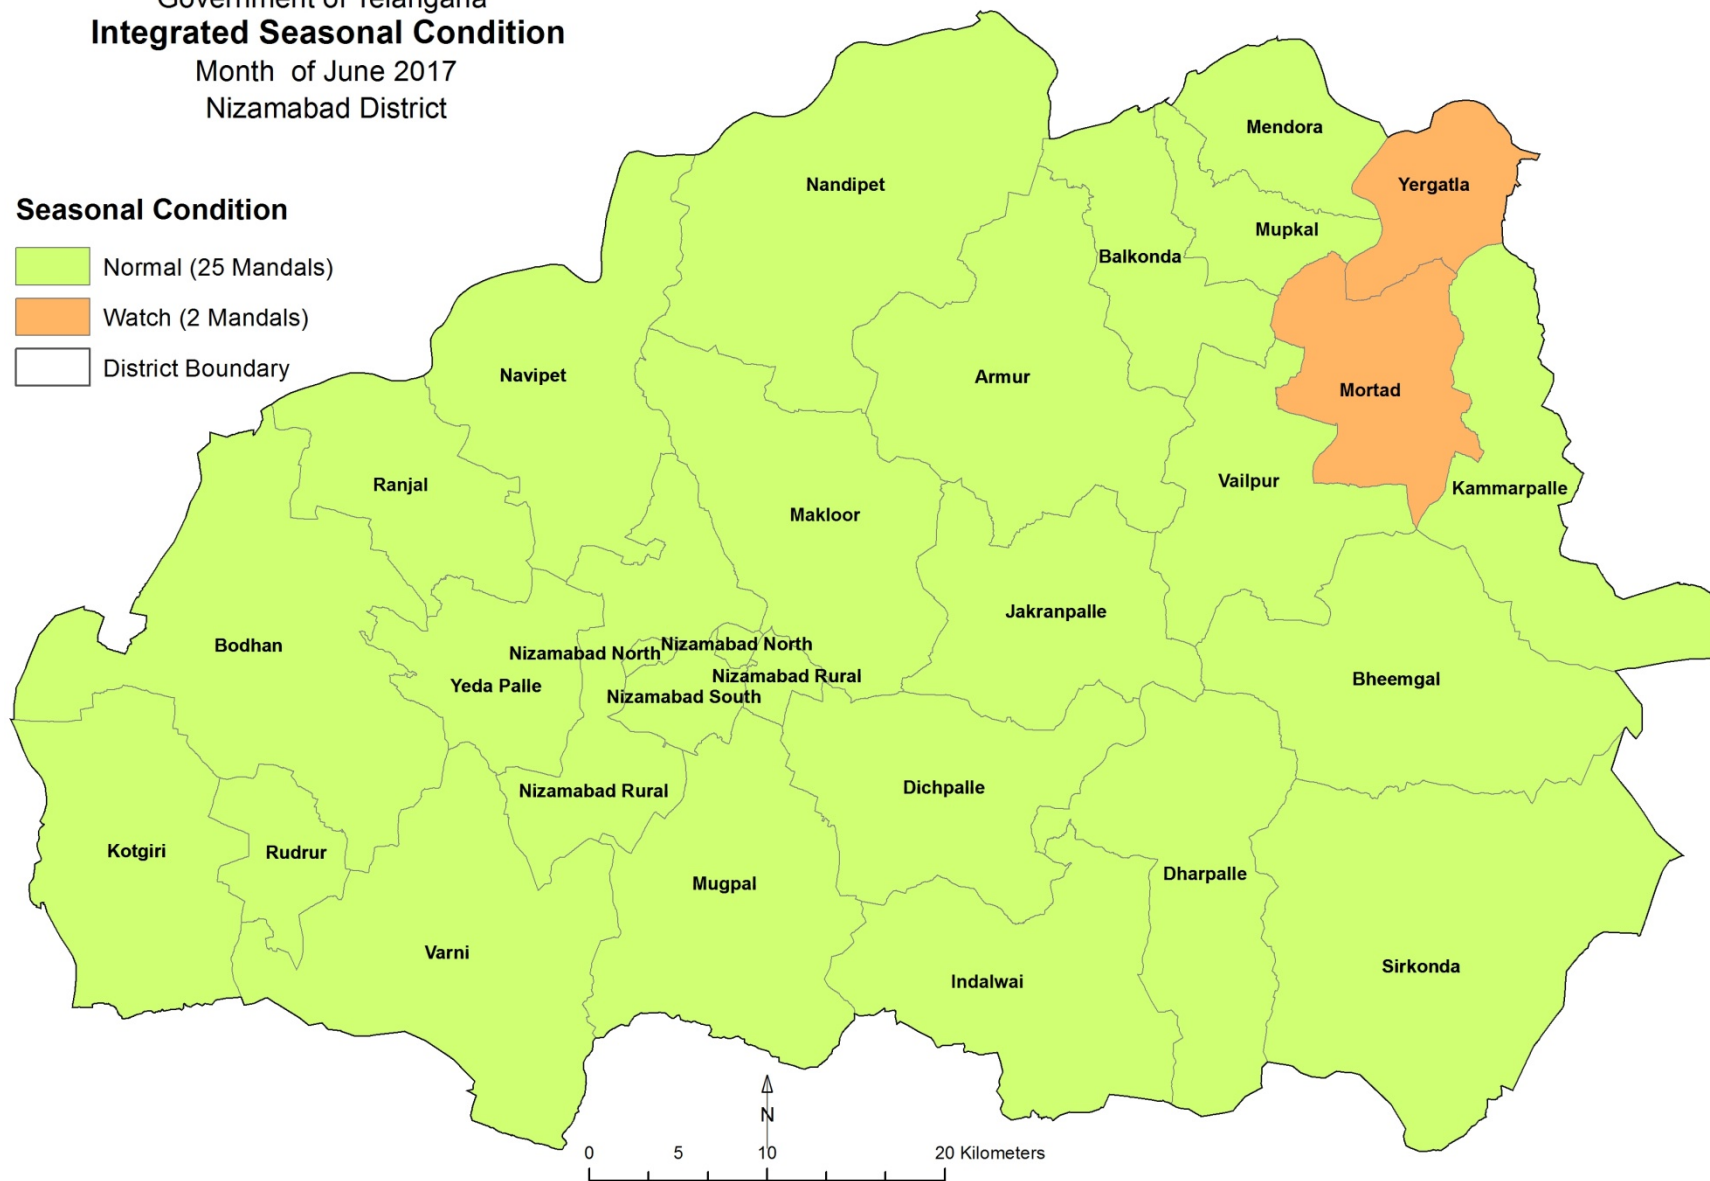 Government of Telangana
Integrated Seasonal Condition
Month of June 2017
Nizamabad District
Seasonal Condition
Normal (25 Mandals)
Watch (2 Mandals)
District Boundary
Mendora
Nandipet
Yergatla
Mupkal
Balkonda
Navipet
Armur
Mortad
Ranjal
Vailpur
Kammarpalle
Makloor
Jakranpalle
Bodhan
Nizamabad North
Nizamabad North
Nizamabad Rural
Bheemgal
Yeda Palle
Nizamabad South
Dichpalle
Nizamabad Rural
Kotgiri
Rudrur
Dharpalle
Mugpal
Varni
Sirkonda
Indalwai
N
0 5 10 20 Kilometers